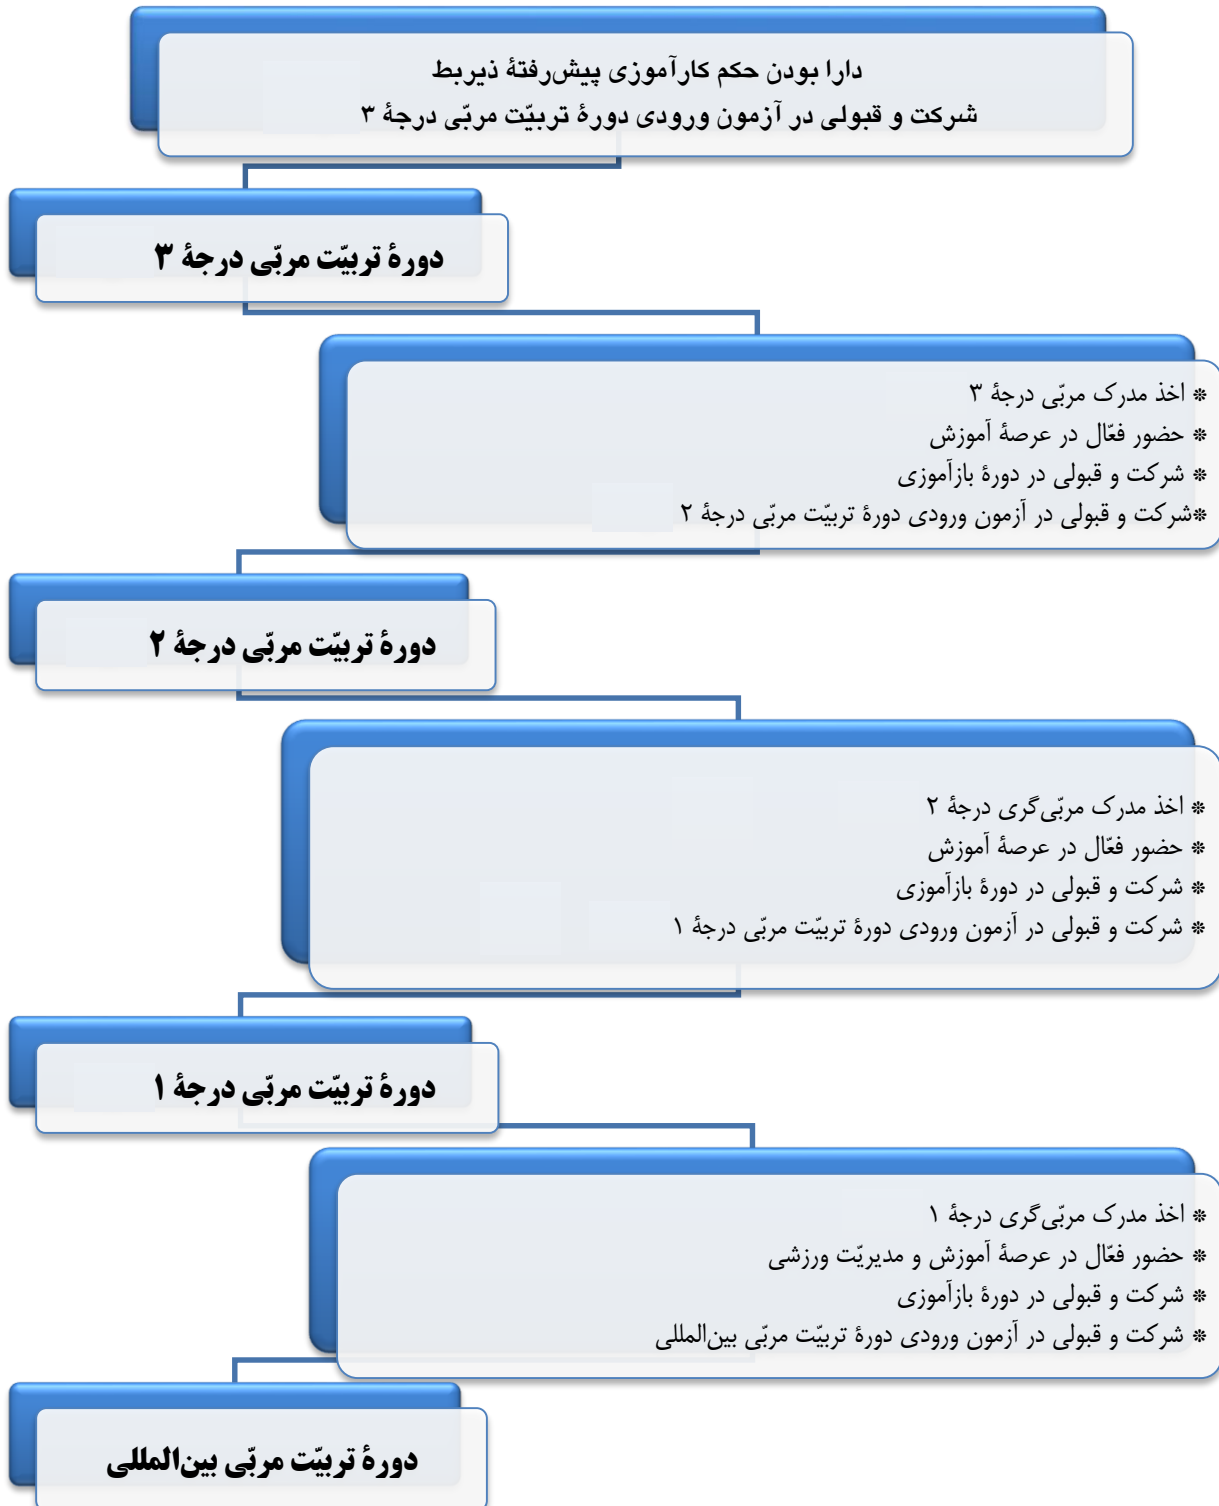 دارا بودن حکم کارآموزی پیش‌رفتهٔ ذیربط
شرکت و قبولی در آزمون ورودی دورهٔ تربیّت مربّی درجهٔ ۳
دورهٔ تربیّت مربّی درجهٔ ۳
* اخذ مدرک مربّی درجهٔ ۳
* حضور فعّال در عرصهٔ آموزش
* شرکت و قبولی در دورهٔ بازآموزی
*شرکت و قبولی در آزمون ورودی دورهٔ تربیّت مربّی درجهٔ ۲
دورهٔ تربیّت مربّی درجهٔ ۲
* اخذ مدرک مربّی‌گری درجهٔ ۲
* حضور فعّال در عرصهٔ آموزش
* شرکت و قبولی در دورهٔ بازآموزی
* شرکت و قبولی در آزمون ورودی دورهٔ تربیّت مربّی درجهٔ ۱
دورهٔ تربیّت مربّی درجهٔ ۱
* اخذ مدرک مربّی‌گری درجهٔ ۱
* حضور فعّال در عرصهٔ آموزش و مدیریّت ورزشی
* شرکت و قبولی در دورهٔ بازآموزی
* شرکت و قبولی در آزمون ورودی دورهٔ تربیّت مربّی بین‌المللی
دورهٔ تربیّت مربّی بین‌المللی